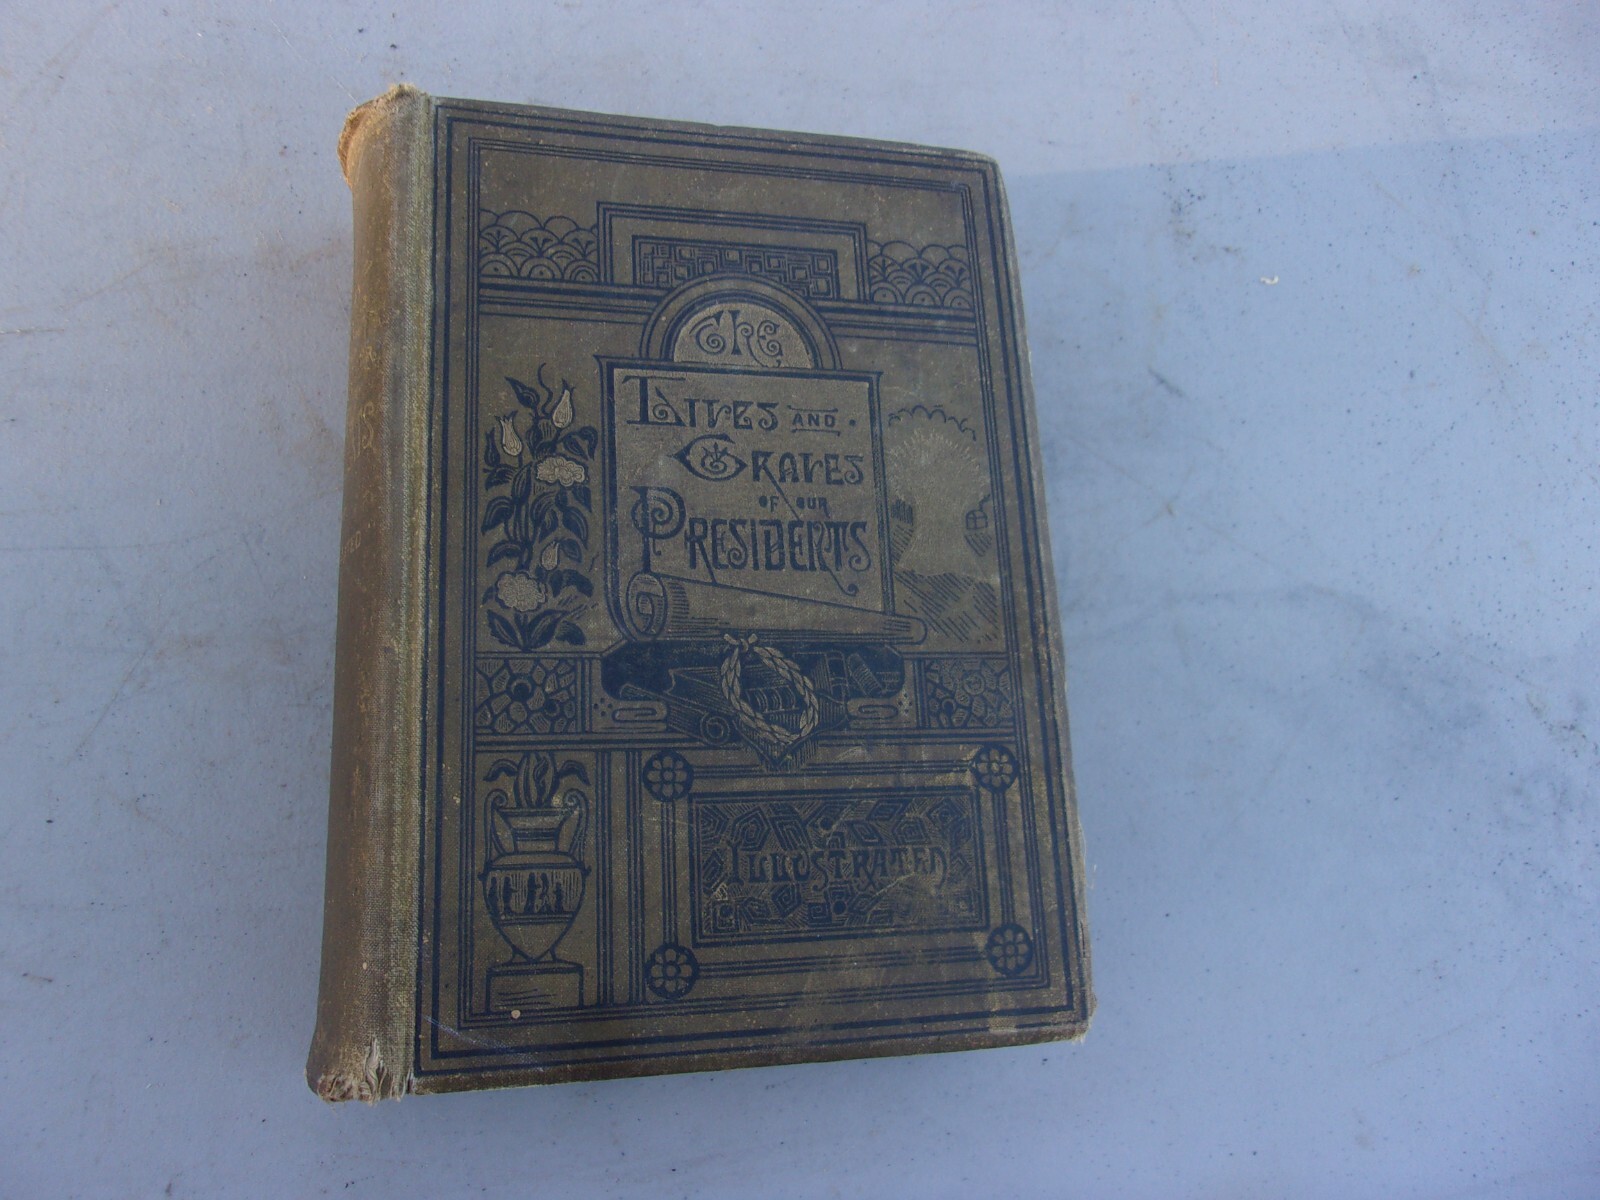 The
Lives and
Graves
of our
Presidents
Illustrated